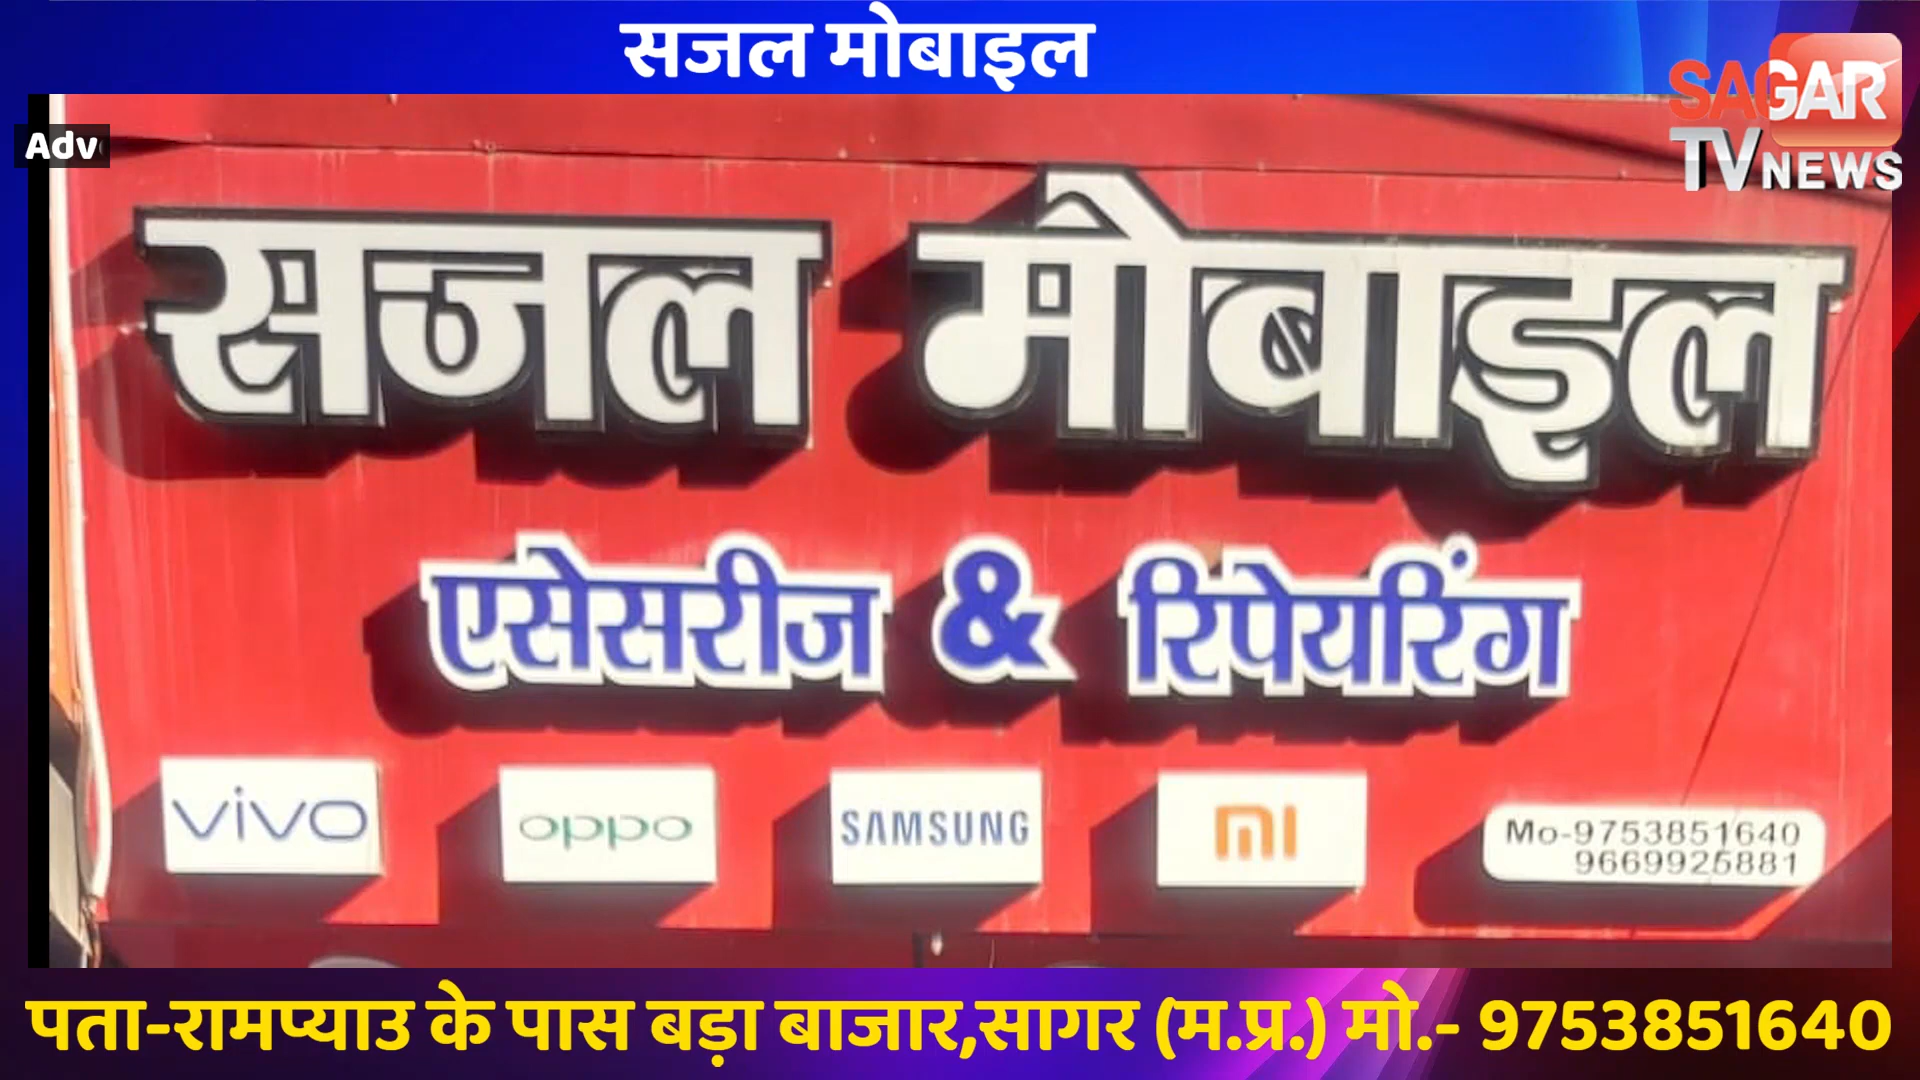 सजल मोबाइल
SAGAR
TV NEWS
Adv
सजल मोबाइल
एसेसरीज & रिपेयरिंग
vivo
oppo
SAMSUNG
mi
Mo-9753851640
9669925881
पता-रामप्याउ के पास बड़ा बाजार,सागर (म.प्र.) मो.- 9753851640